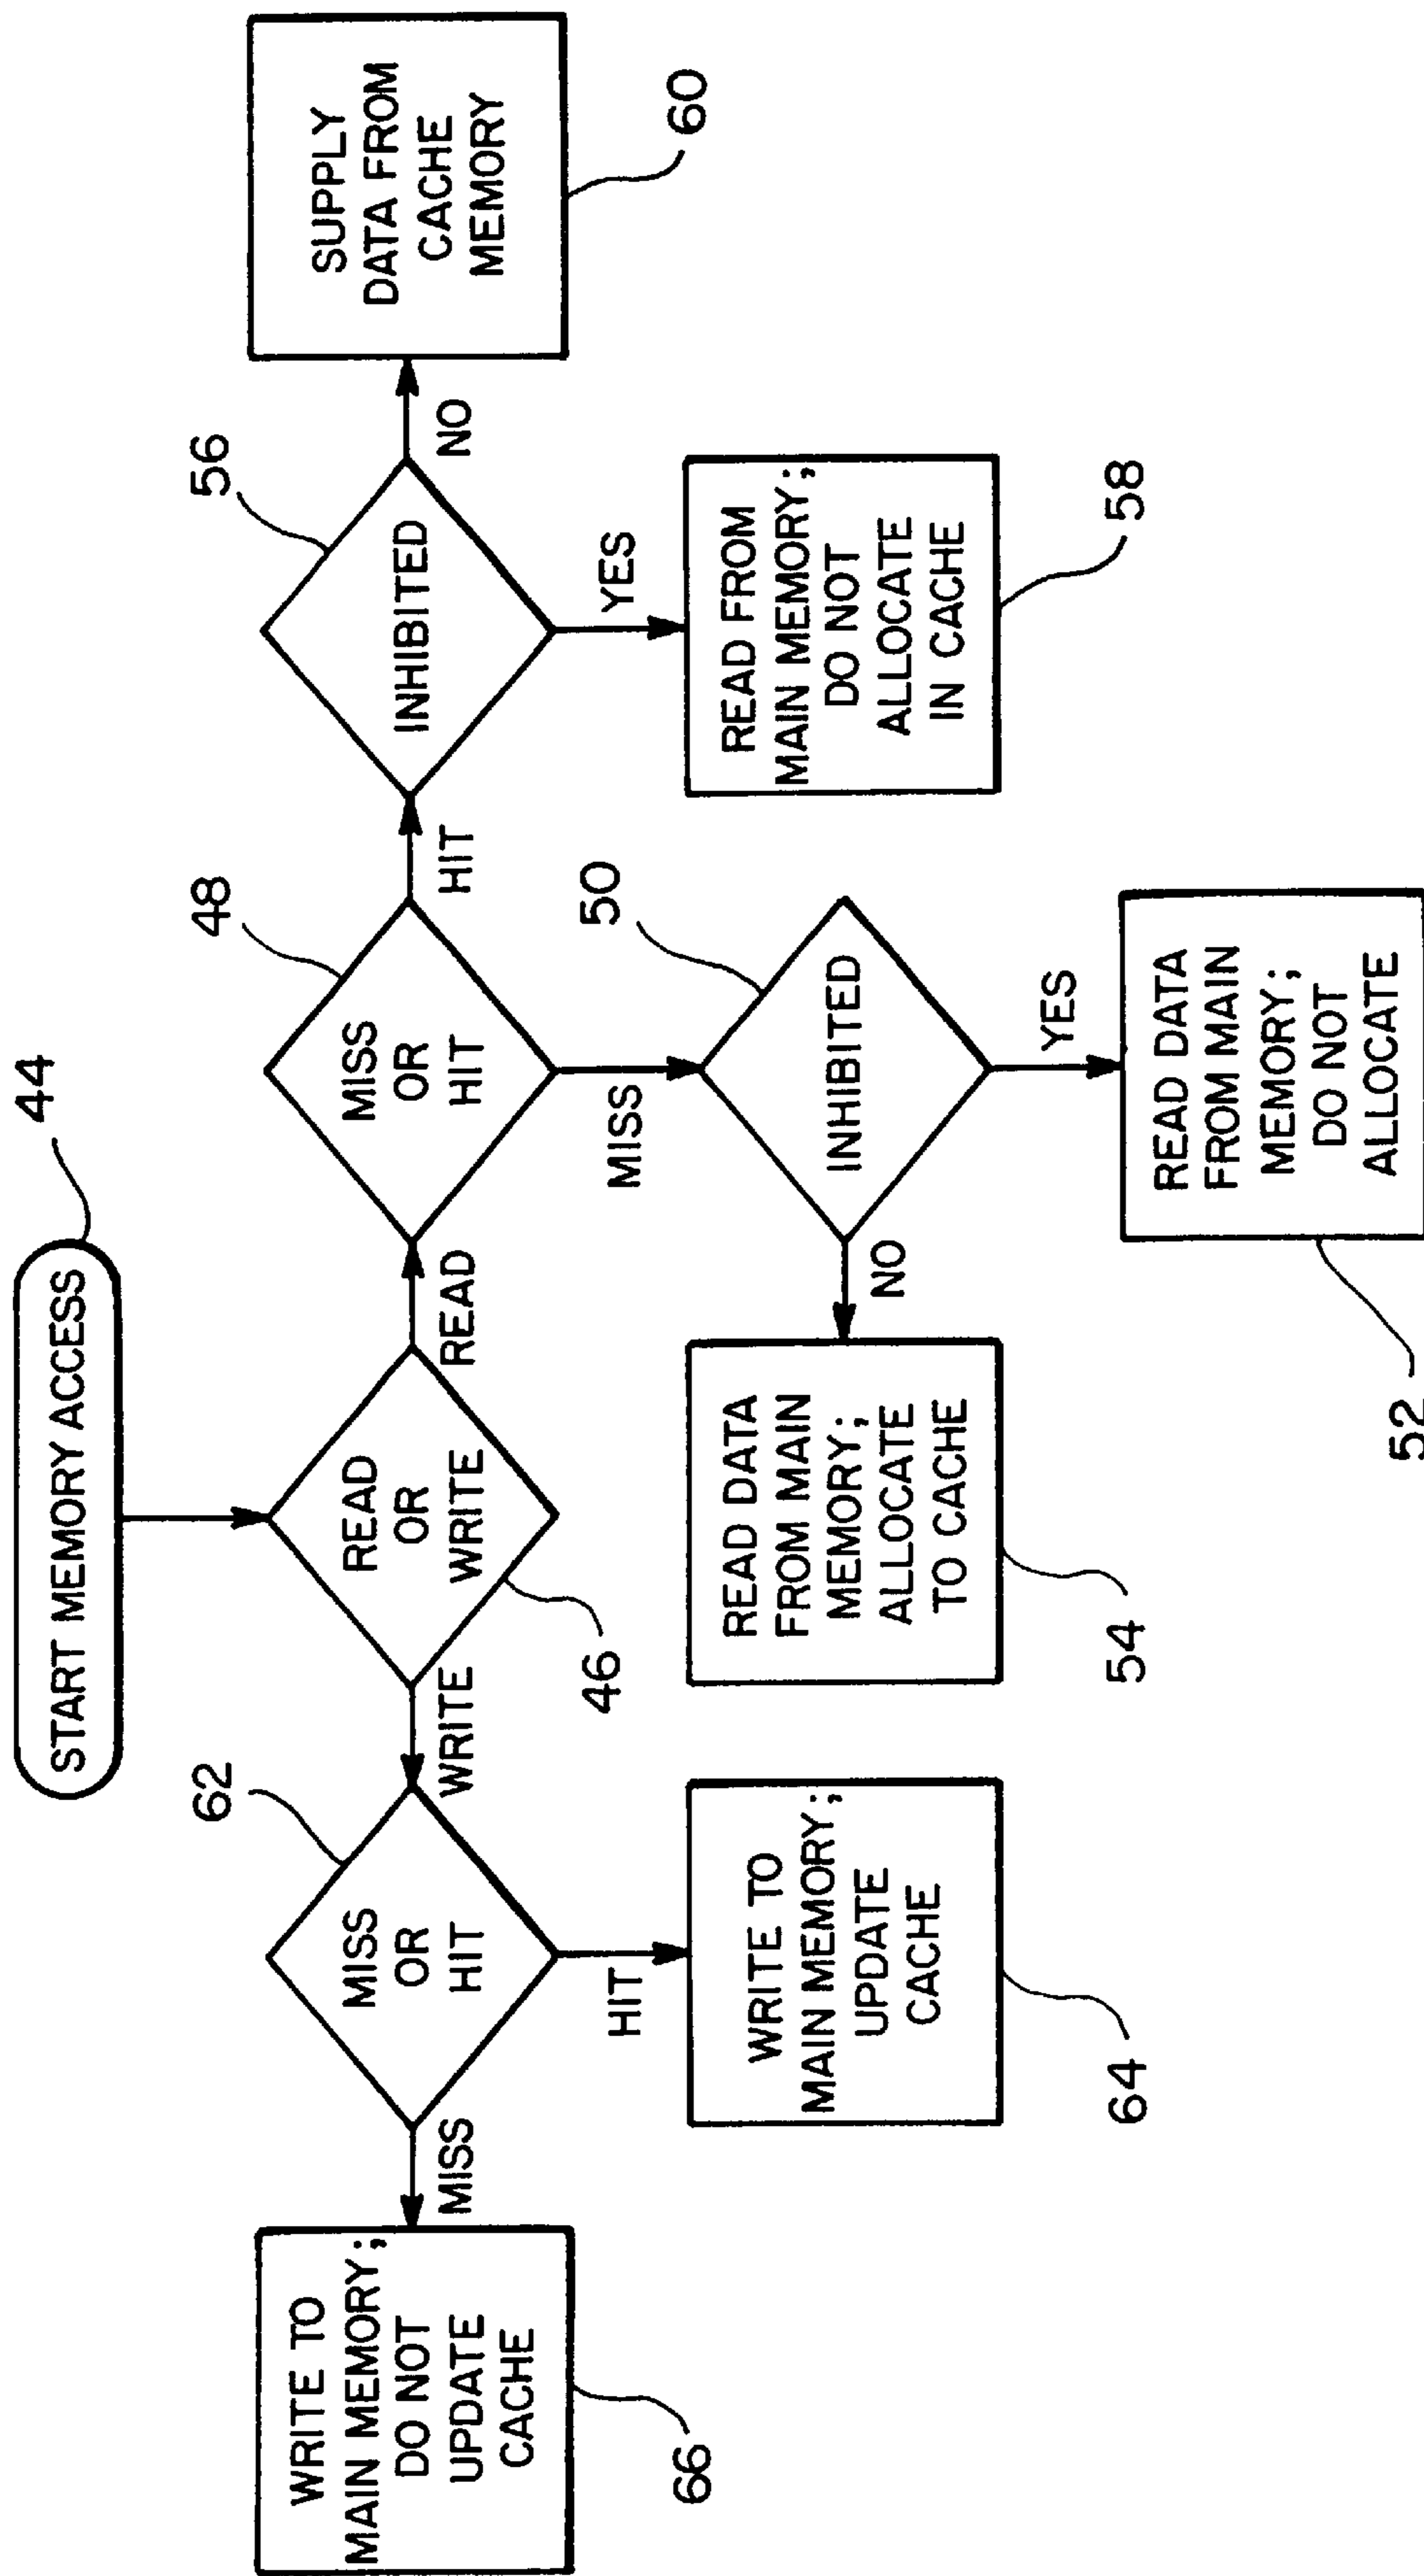 44
START MEMORY ACCESS
62
48
56
MISS
OR
HIT
READ
OR
WRITE
MISS
OR
HIT
INHIBITED
SUPPLY
DATA FROM
CACHE
MEMORY
WRITE TO
MAIN MEMORY;
DO NOT
UPDATE
CACHE
MISS
WRITE
READ
HIT
NO
60
66
HIT
46
MISS
50
YES
WRITE TO
MAIN MEMORY;
UPDATE
CACHE
READ DATA
FROM MAIN
MEMORY;
ALLOCATE
TO CACHE
NO
INHIBITED
READ FROM
MAIN MEMORY;
DO NOT
ALLOCATE
IN CACHE
64
54
YES
58
READ DATA
FROM MAIN
MEMORY;
DO NOT
ALLOCATE
52